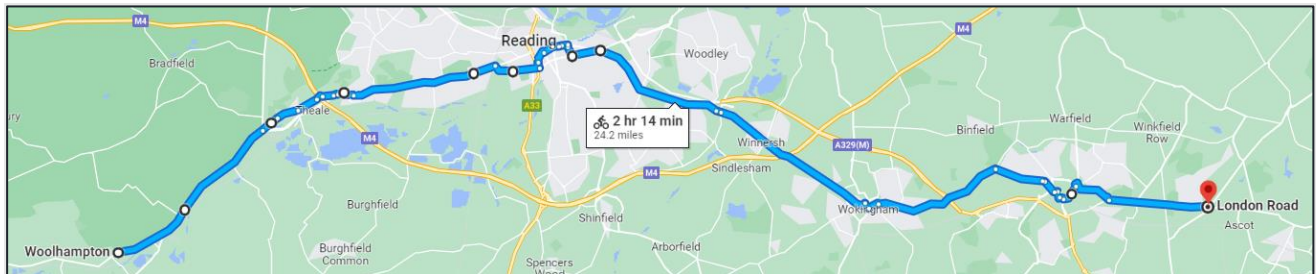 M4
M4
Bradfield
Reading
Woodley
ury
A33
2 hr 14 min
24.2 miles
Theale
M4
Winnersh
A329(M)
Binfield
Warfield
Winkfield
Row
Sindlesham
M4
Burghfield
Shinfield
Wokingham
London Road
Ascot
Woolhampton
Burghfield
Common
Arborfield
Spencers
Wood